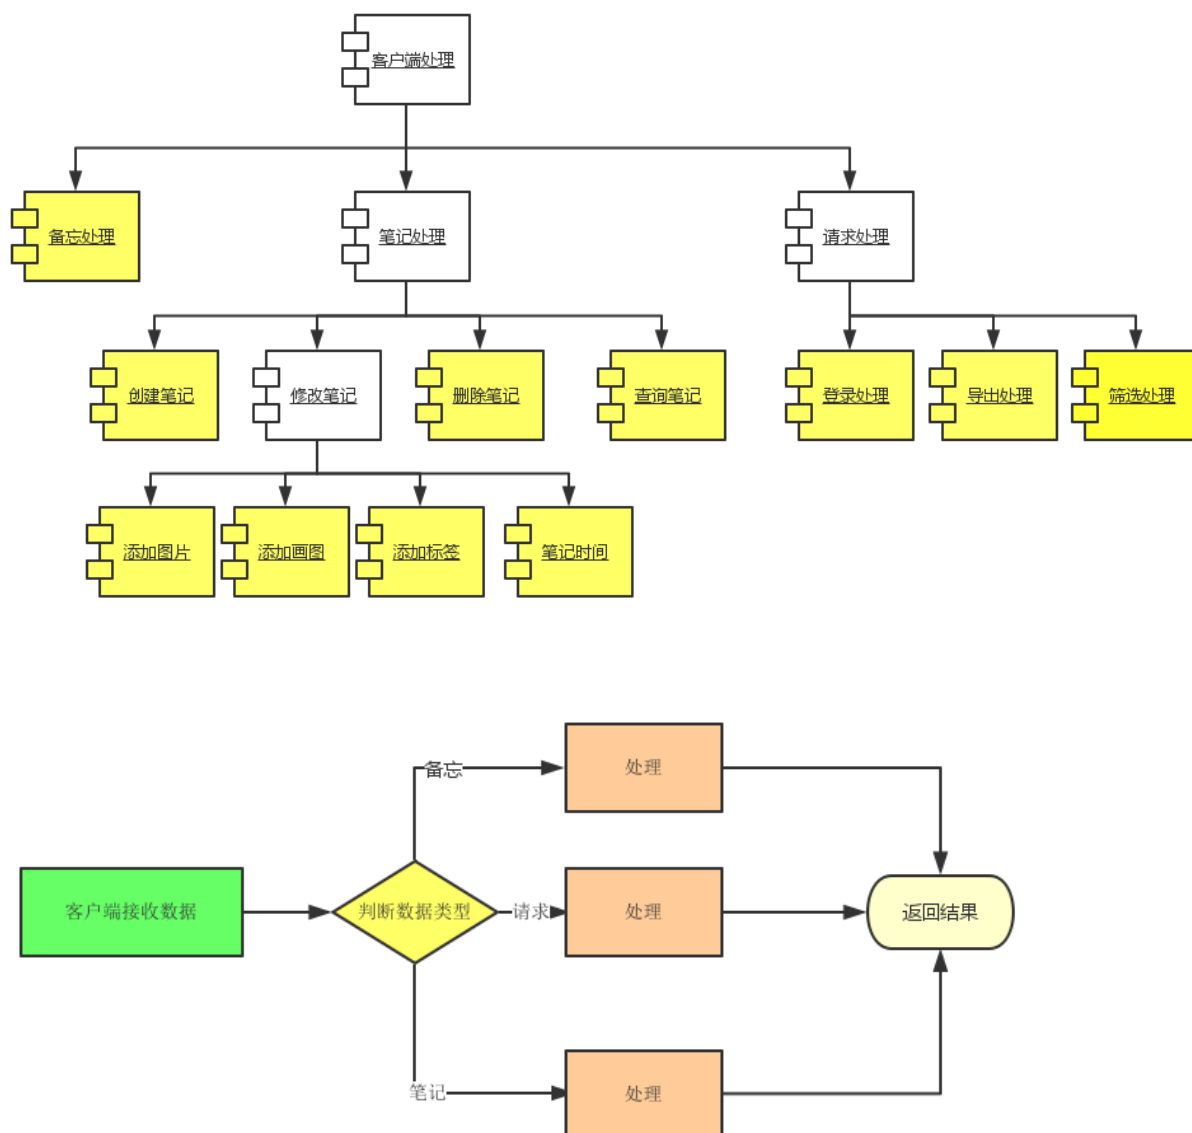 客户端处理
备忘处理
笔记处理
请求处理
创建笔记
修改笔记
删除笔记
查询笔记
登录处理
导出处理
筛选处理
添加图片
添加画图
添加标签
笔记时间
备忘
处理
客户端接收数据
判断数据类型
请求
处理
返回结果
笔记
处理